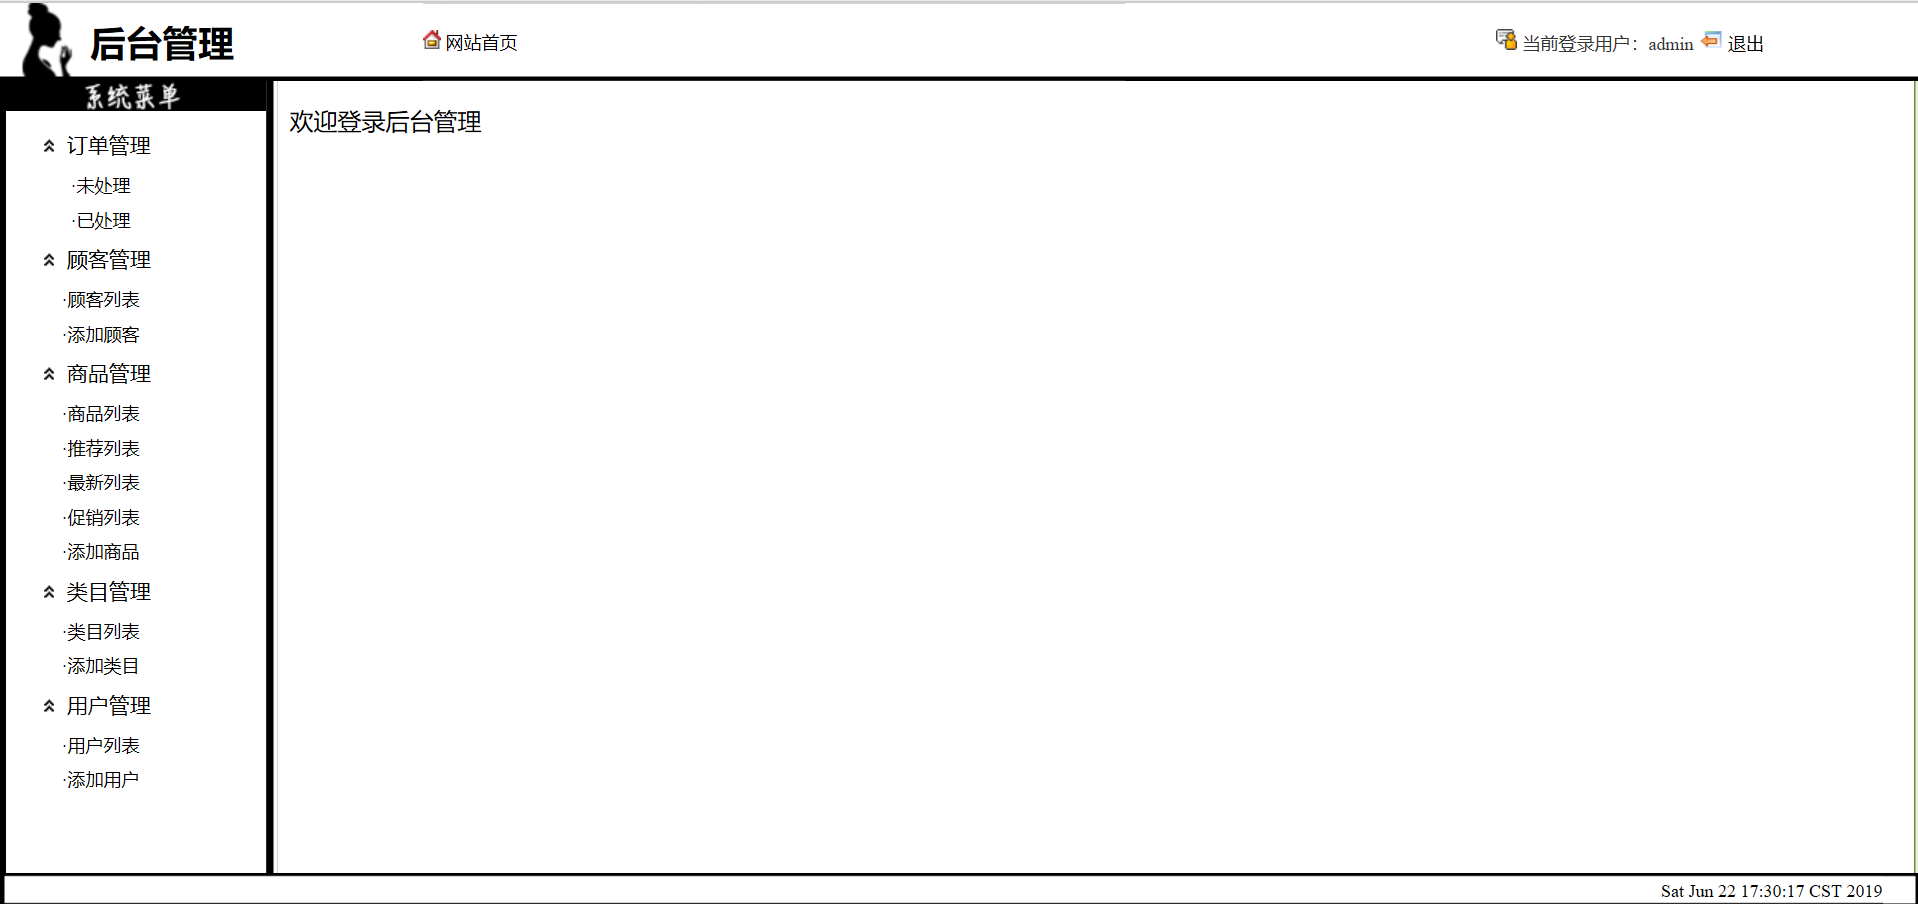 后台管理
网站首页
当前登录用户：admin 退出
系统菜单
订单管理
·未处理
·已处理
顾客管理
·顾客列表
·添加顾客
商品管理
·商品列表
·推荐列表
·最新列表
·促销列表
·添加商品
类目管理
·类目列表
·添加类目
用户管理
·用户列表
·添加用户
欢迎登录后台管理
Sat Jun 22 17:30:17 CST 2019